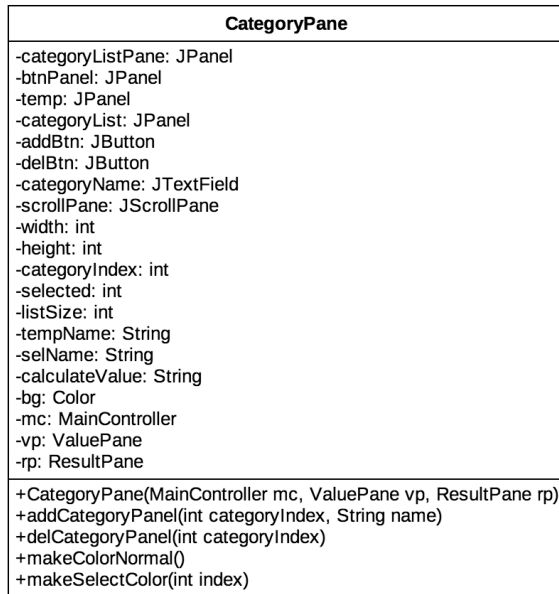 CategoryPane
-categoryListPane: JPanel
-btnPanel: JPanel
-temp: JPanel
-categoryList: JPanel
-addBtn: JButton
-delBtn: JButton
-categoryName: JTextField
-scrollPane: JScrollPane
-width: int
-height: int
-categoryIndex: int
-selected: int
-listSize: int
-tempName: String
-selName: String
-calculateValue: String
-bg: Color
-mc: MainController
-vp: ValuePane
-rp: ResultPane
+CategoryPane(MainController mc, ValuePane vp, ResultPane rp)
+addCategoryPanel(int categoryIndex, String name)
+delCategoryPanel(int categoryIndex)
+makeColorNormal()
+makeSelectColor(int index)